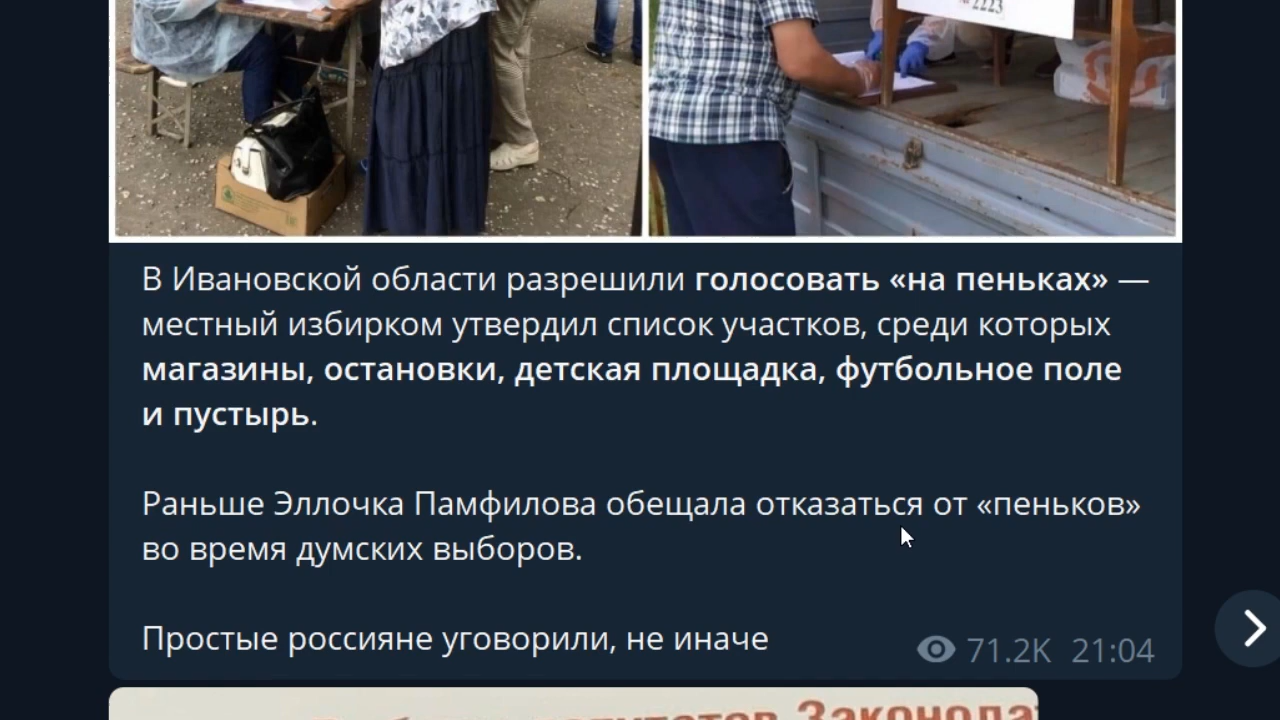 № 2223
В Ивановской области разрешили голосовать «на пеньках» —
местный избирком утвердил список участков, среди которых
магазины, остановки, детская площадка, футбольное поле
и пустырь.
Раньше Эллочка Памфилова обещала отказаться от «пеньков»
во время думских выборов.
Простые россияне уговорили, не иначе
71.2K 21:04